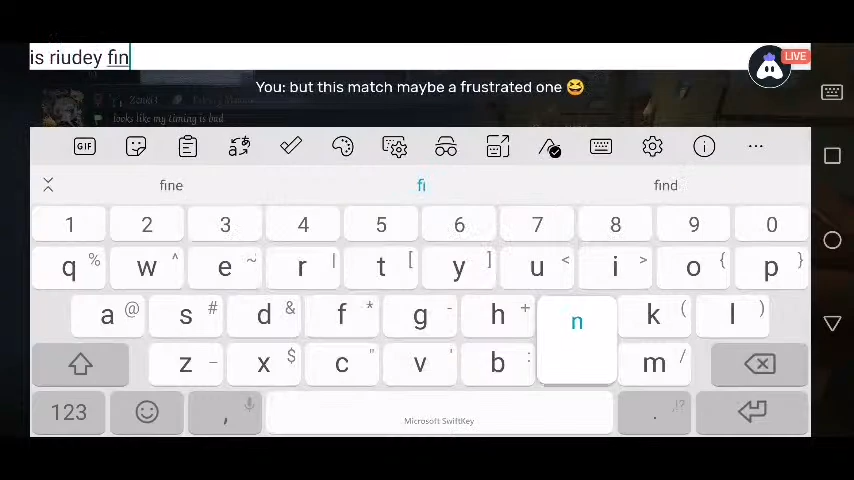 is riudey fin
LIVE
You: but this match maybe a frustrated one 😆
looks like my timing is bad
GIF
fine fi find
1 2 3 4 5 6 7 8 9 0
q % w ^ e ~ r | t [ y ] u < i > o { p }
a @ s # d & f * g - h + n k ( l )
z _ x $ c " v ' b : m /
123 , . ,!?
Microsoft SwiftKey